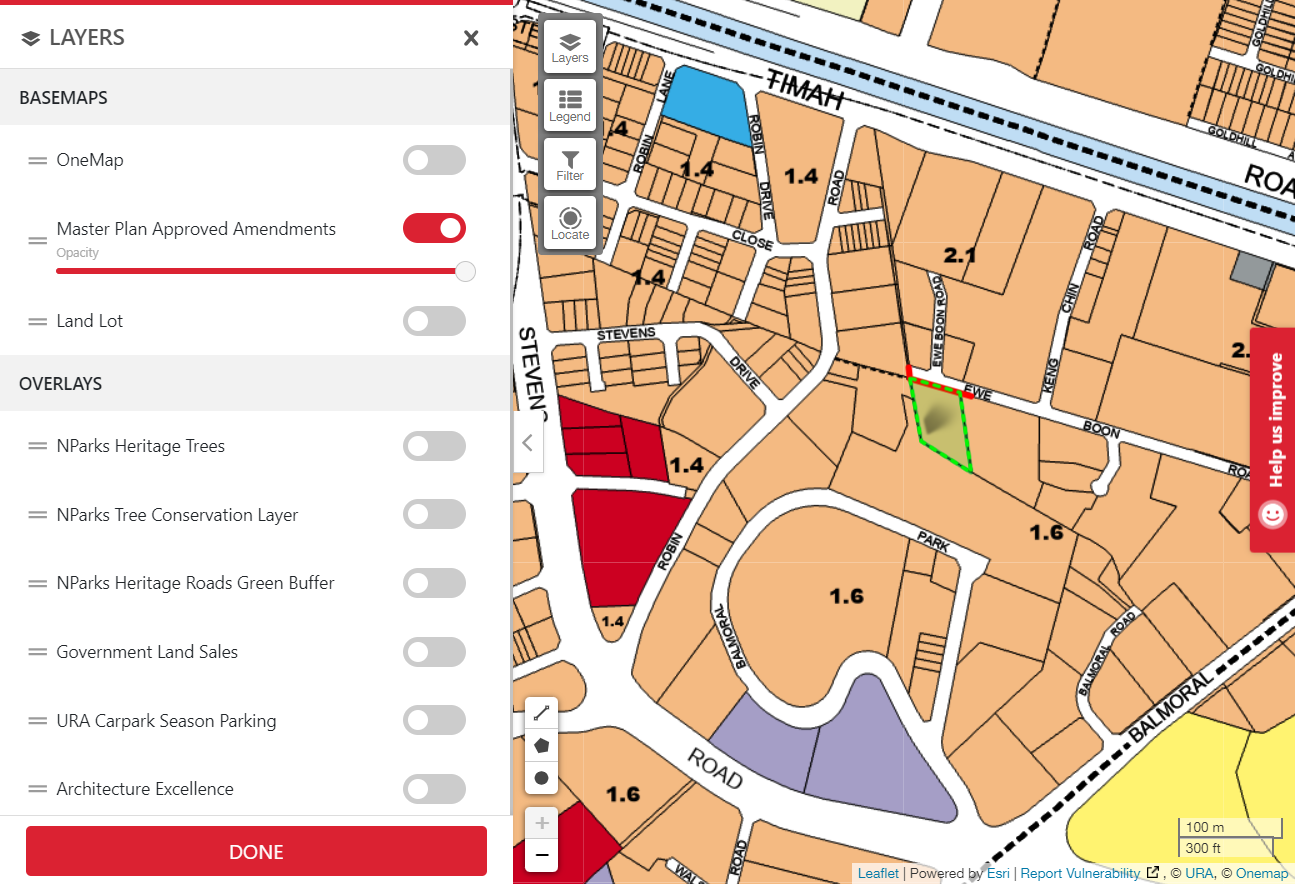 LAYERS
BASEMAPS
OneMap
Master Plan Approved Amendments
Opacity
Land Lot
OVERLAYS
NParks Heritage Trees
NParks Tree Conservation Layer
NParks Heritage Roads Green Buffer
Government Land Sales
URA Carpark Season Parking
Architecture Excellence
DONE
Layers
Legend
Filter
Locate
TIMAH
ROA
GOLDHILL
GOLDHI
GOLDHILL
ROBIN
LANE
ROBIN
DRIVE
ROAD
CLOSE
.4
1.4
1.4
1.4
2.1
2.
EWE BOON ROAD
KENG
CHIN
ROAD
STEVENS
STEVENS
DRIVE
EWE
BOON
ROA
Help us improve
1.4
ROBIN
PARK
1.6
1.6
1.4
BALMORAL
BALMORAL
ROAD
BALMORAL
ROAD
1.6
ROAD
100 m
300 ft
Leaflet | Powered by Esri | Report Vulnerability , © URA, © Onemap